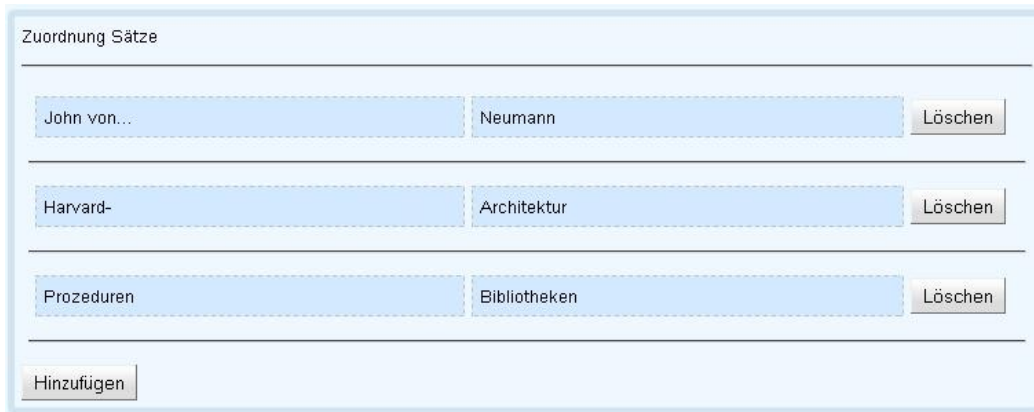 Zuordnung Sätze
John von... Neumann Löschen
Harvard- Architektur Löschen
Prozeduren Bibliotheken Löschen
Hinzufügen